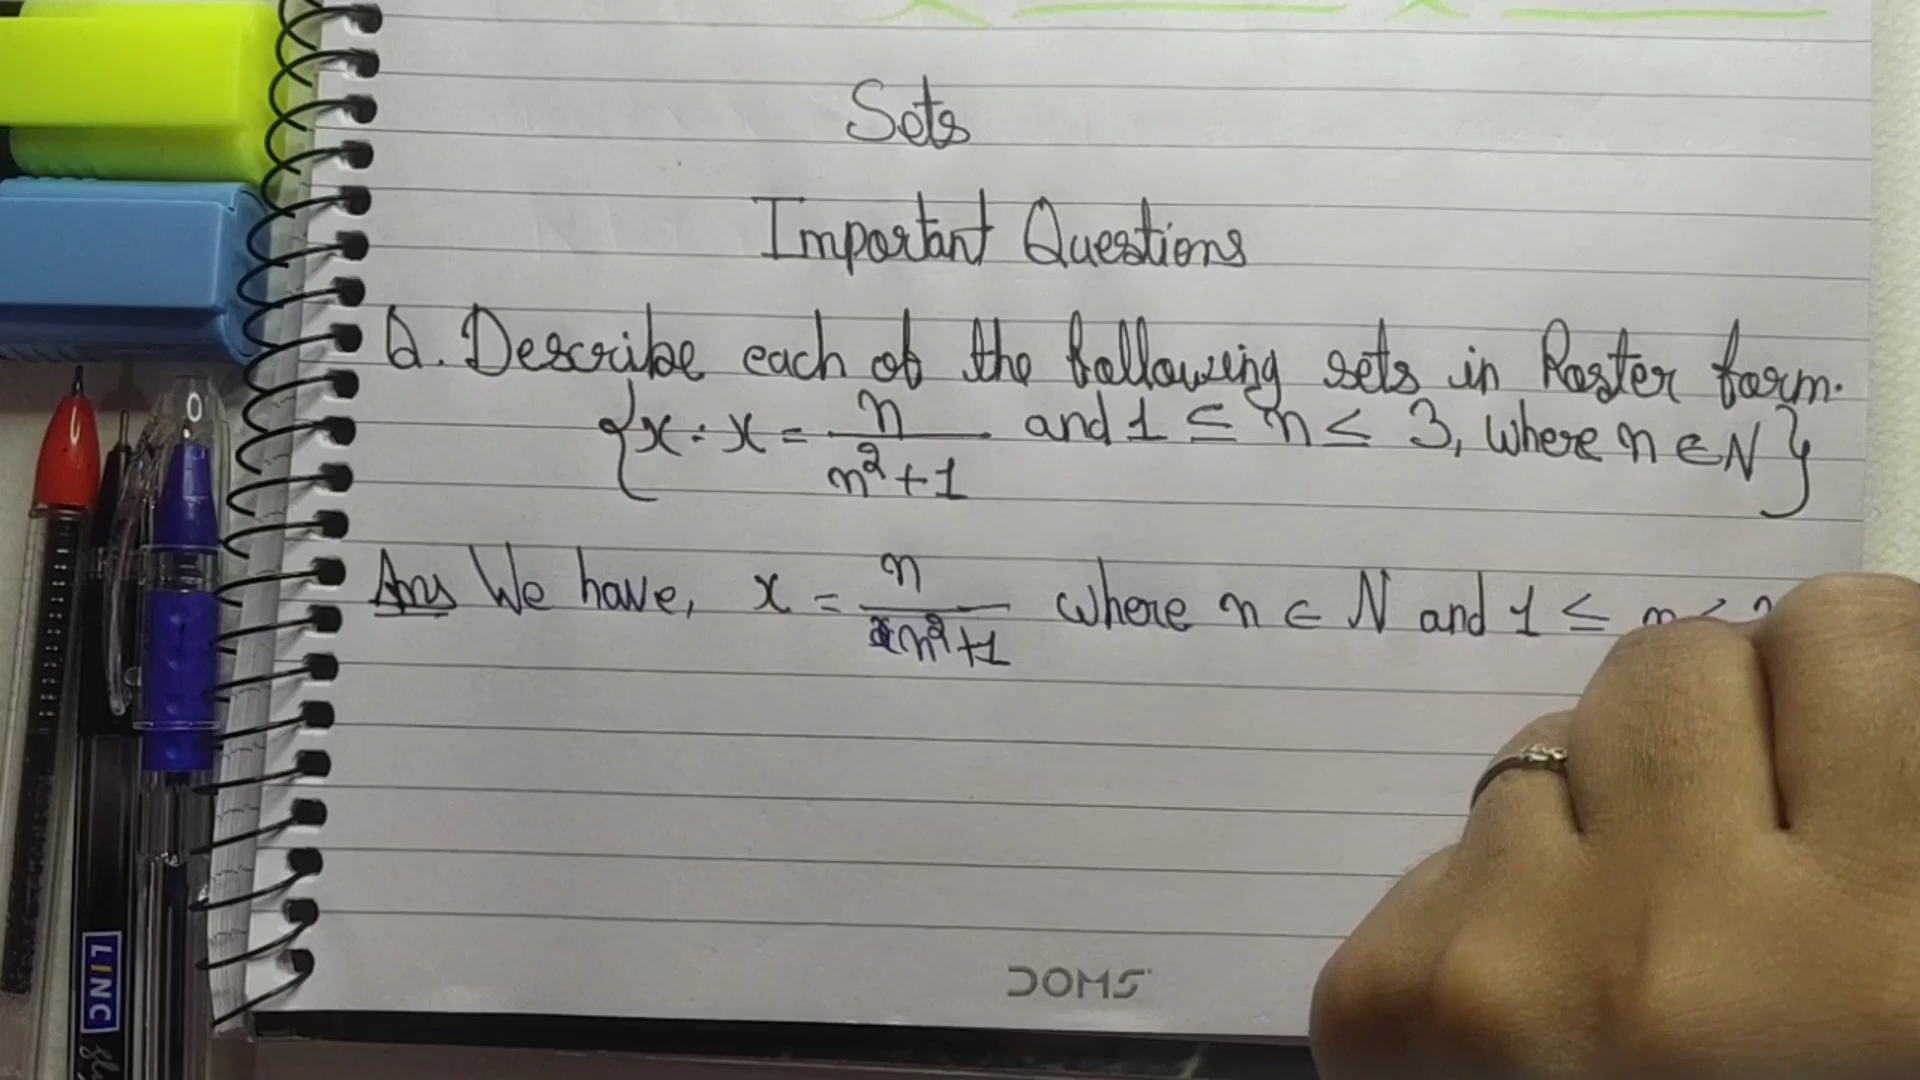 Sets
Important Questions
Q. Describe each of the following sets in Roster form.
{x : x = n/n²+1 and 1 ≤ n ≤ 3, where n ∈ N}
Ans We have, x = n/n²+1 where n ∈ N and 1 ≤ n ≤
DOMS
LINC